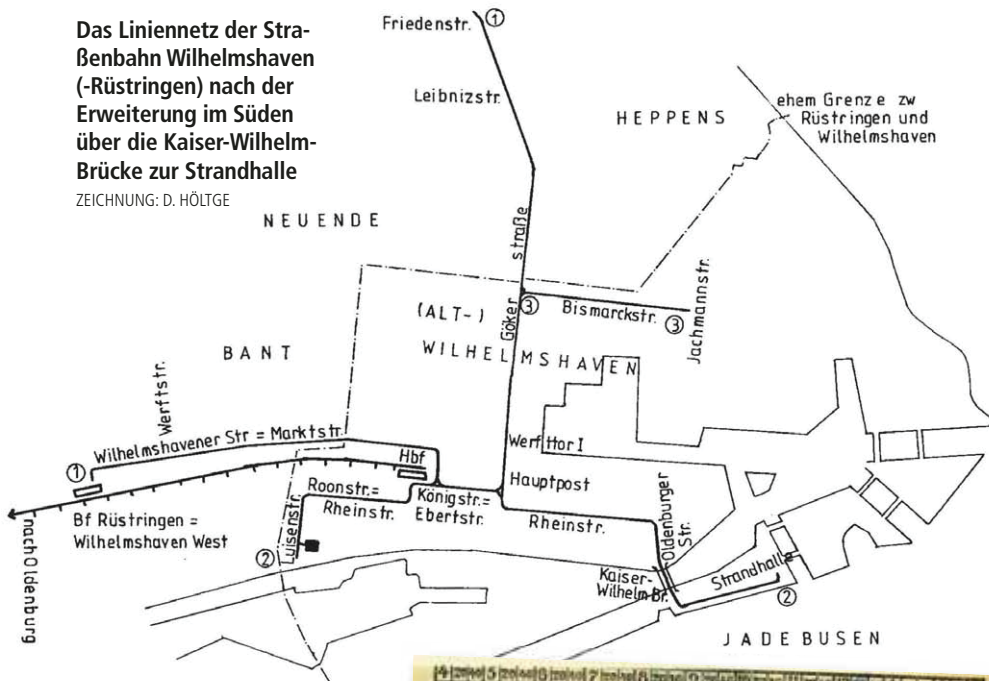 Das Liniennetz der Stra-
ßenbahn Wilhelmshaven
(-Rüstringen) nach der
Erweiterung im Süden
über die Kaiser-Wilhelm-
Brücke zur Strandhalle
ZEICHNUNG: D. HÖLTGE
Friedenstr. ①
Leibnizstr.
HEPPENS
ehem Grenze zw
Rüstringen und
Wilhelmshaven
NEUENDE
straße
Göker
(ALT-)
WILHELMSHAVEN
③ Bismarckstr. ③
Jachmannstr.
BANT
Werftstr.
Wilhelmshavener Str = Marktstr.
①
Hbf
Werfttor I
Hauptpost
Roonstr.=
Rheinstr.
Königstr.=
Ebertstr.
Rheinstr.
Oldenburger
Str.
Bf Rüstringen =
Wilhelmshaven West
nach Oldenburg
Luisenstr.
②
Kaiser-
Wilhelm-Br.
Strandhalle
②
JADEBUSEN